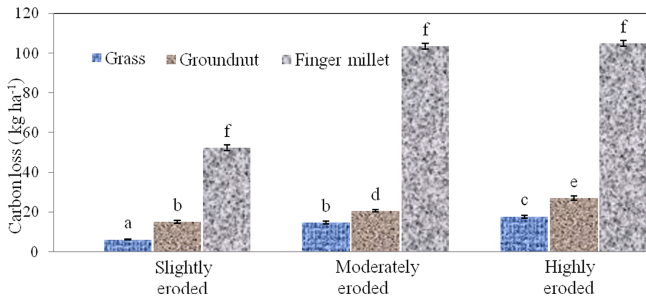 120
100
80
60
40
20
0
Carbon loss ( kg ha-1)
Grass Groundnut Finger millet
a b f
b d f
c e f
Slightly eroded
Moderately eroded
Highly eroded